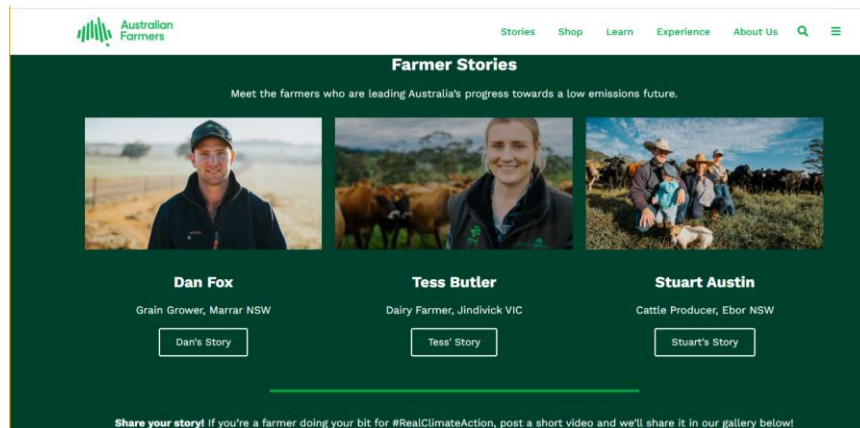 Australian
Farmers
Stories Shop Learn Experience About Us
Farmer Stories
Meet the farmers who are leading Australia's progress towards a low emissions future.
Dan Fox Tess Butler Stuart Austin
Grain Grower, Marrar NSW Dairy Farmer, Jindivick VIC Cattle Producer, Ebor NSW
Dan's Story Tess' Story Stuart's Story
Share your story! If you're a farmer doing your bit for #RealClimateAction, post a short video and we'll share it in our gallery below!